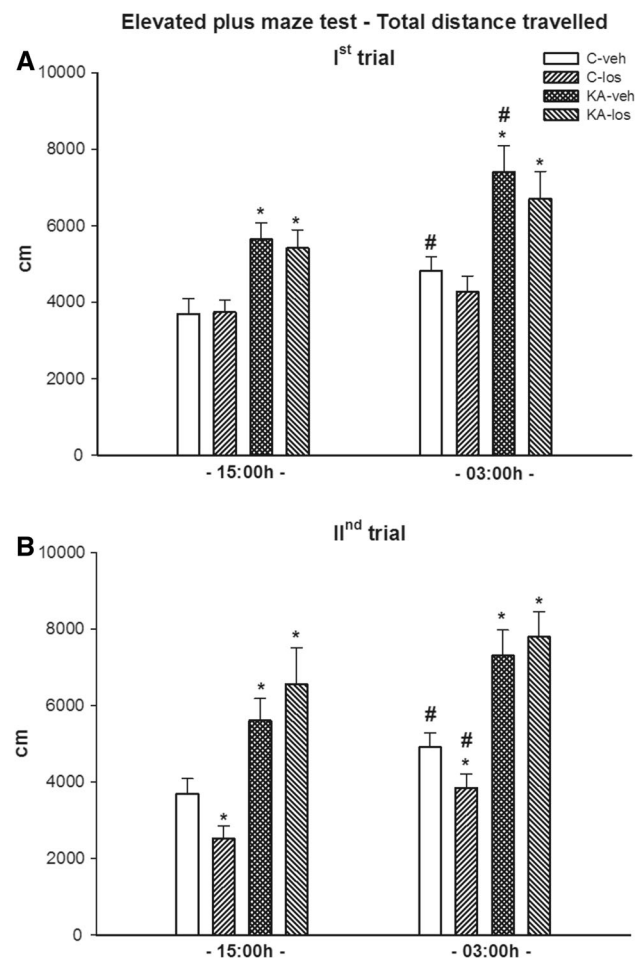 Elevated plus maze test - Total distance travelled
A
Iˢᵗ trial
C-veh
C-los
KA-veh
KA-los
10000
8000
6000
4000
2000
0
cm
* * # # * *
- 15:00h - - 03:00h -
B
IIⁿᵈ trial
10000
8000
6000
4000
2000
0
cm
* * * # # * * *
- 15:00h - - 03:00h -